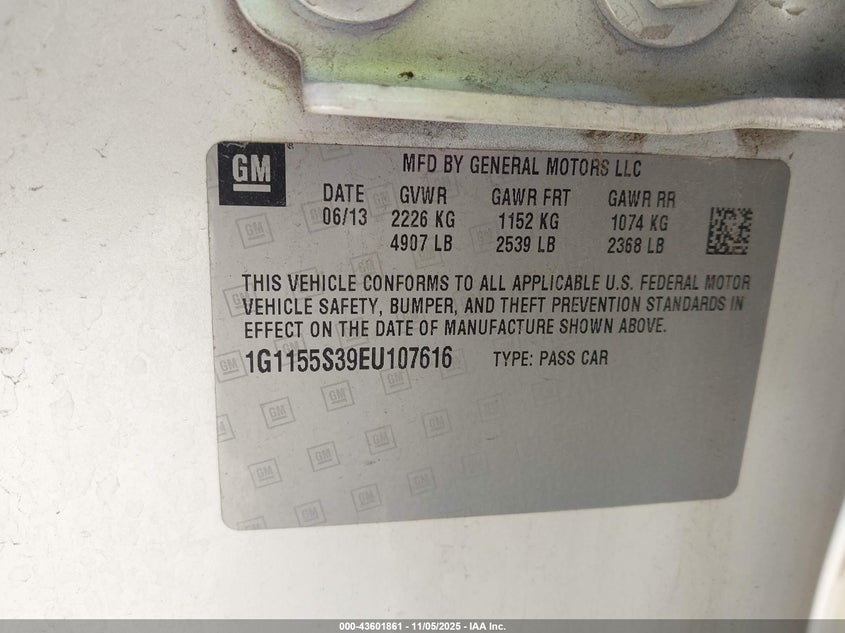 GM
MFD BY GENERAL MOTORS LLC
DATE GVWR GAWR FRT GAWR RR
06/13 2226 KG 1152 KG 1074 KG
4907 LB 2539 LB 2368 LB
THIS VEHICLE CONFORMS TO ALL APPLICABLE U.S. FEDERAL MOTOR
VEHICLE SAFETY, BUMPER, AND THEFT PREVENTION STANDARDS IN
EFFECT ON THE DATE OF MANUFACTURE SHOWN ABOVE.
1G1155S39EU107616 TYPE: PASS CAR
000-43601861 | 11/05/2025 - IAA Inc.